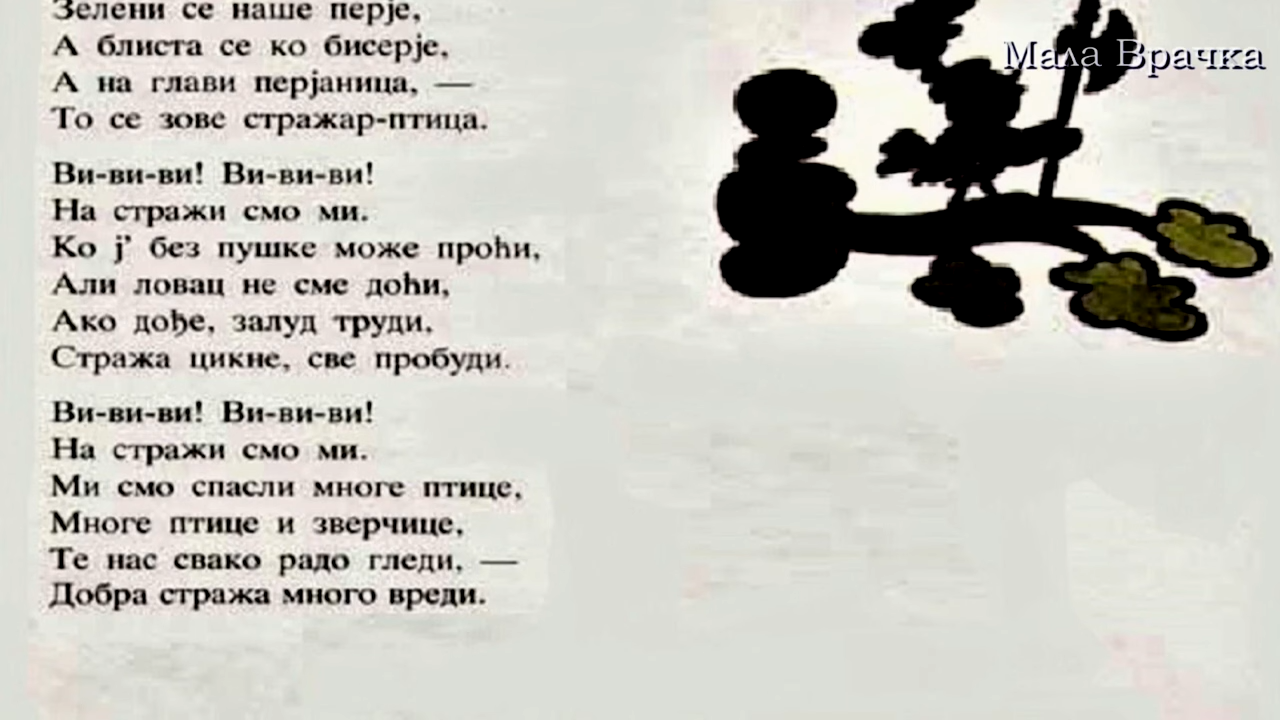 Зелени се наше перје,
А блиста се ко бисерје,
А на глави перјаница, —
То се зове стражар-птица.
Ви-ви-ви! Ви-ви-ви!
На стражи смо ми.
Ко ј’ без пушке може проћи,
Али ловац не сме доћи,
Ако дође, залуд труди,
Стража цикне, све пробуди.
Ви-ви-ви! Ви-ви-ви!
На стражи смо ми.
Ми смо спасли многе птице,
Многе птице и зверчице,
Те нас свако радо гледи, —
Добра стража много вреди.
Мала Врачка